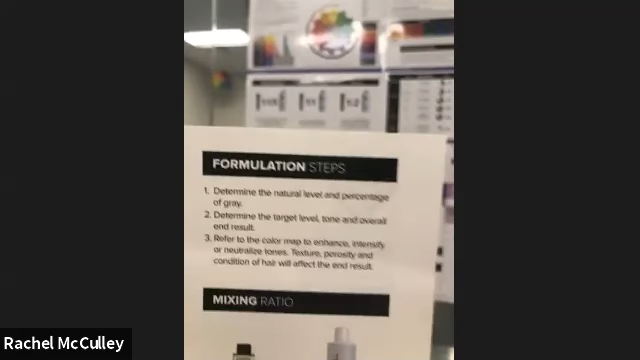 FORMULATION STEPS
1. Determine the natural level and percentage
of gray.
2. Determine the target level, tone and overall
end result.
3. Refer to the color map to enhance, intensify
or neutralize tones. Texture, porosity and
condition of hair will affect the end result.
MIXING RATIO
Rachel McCulley